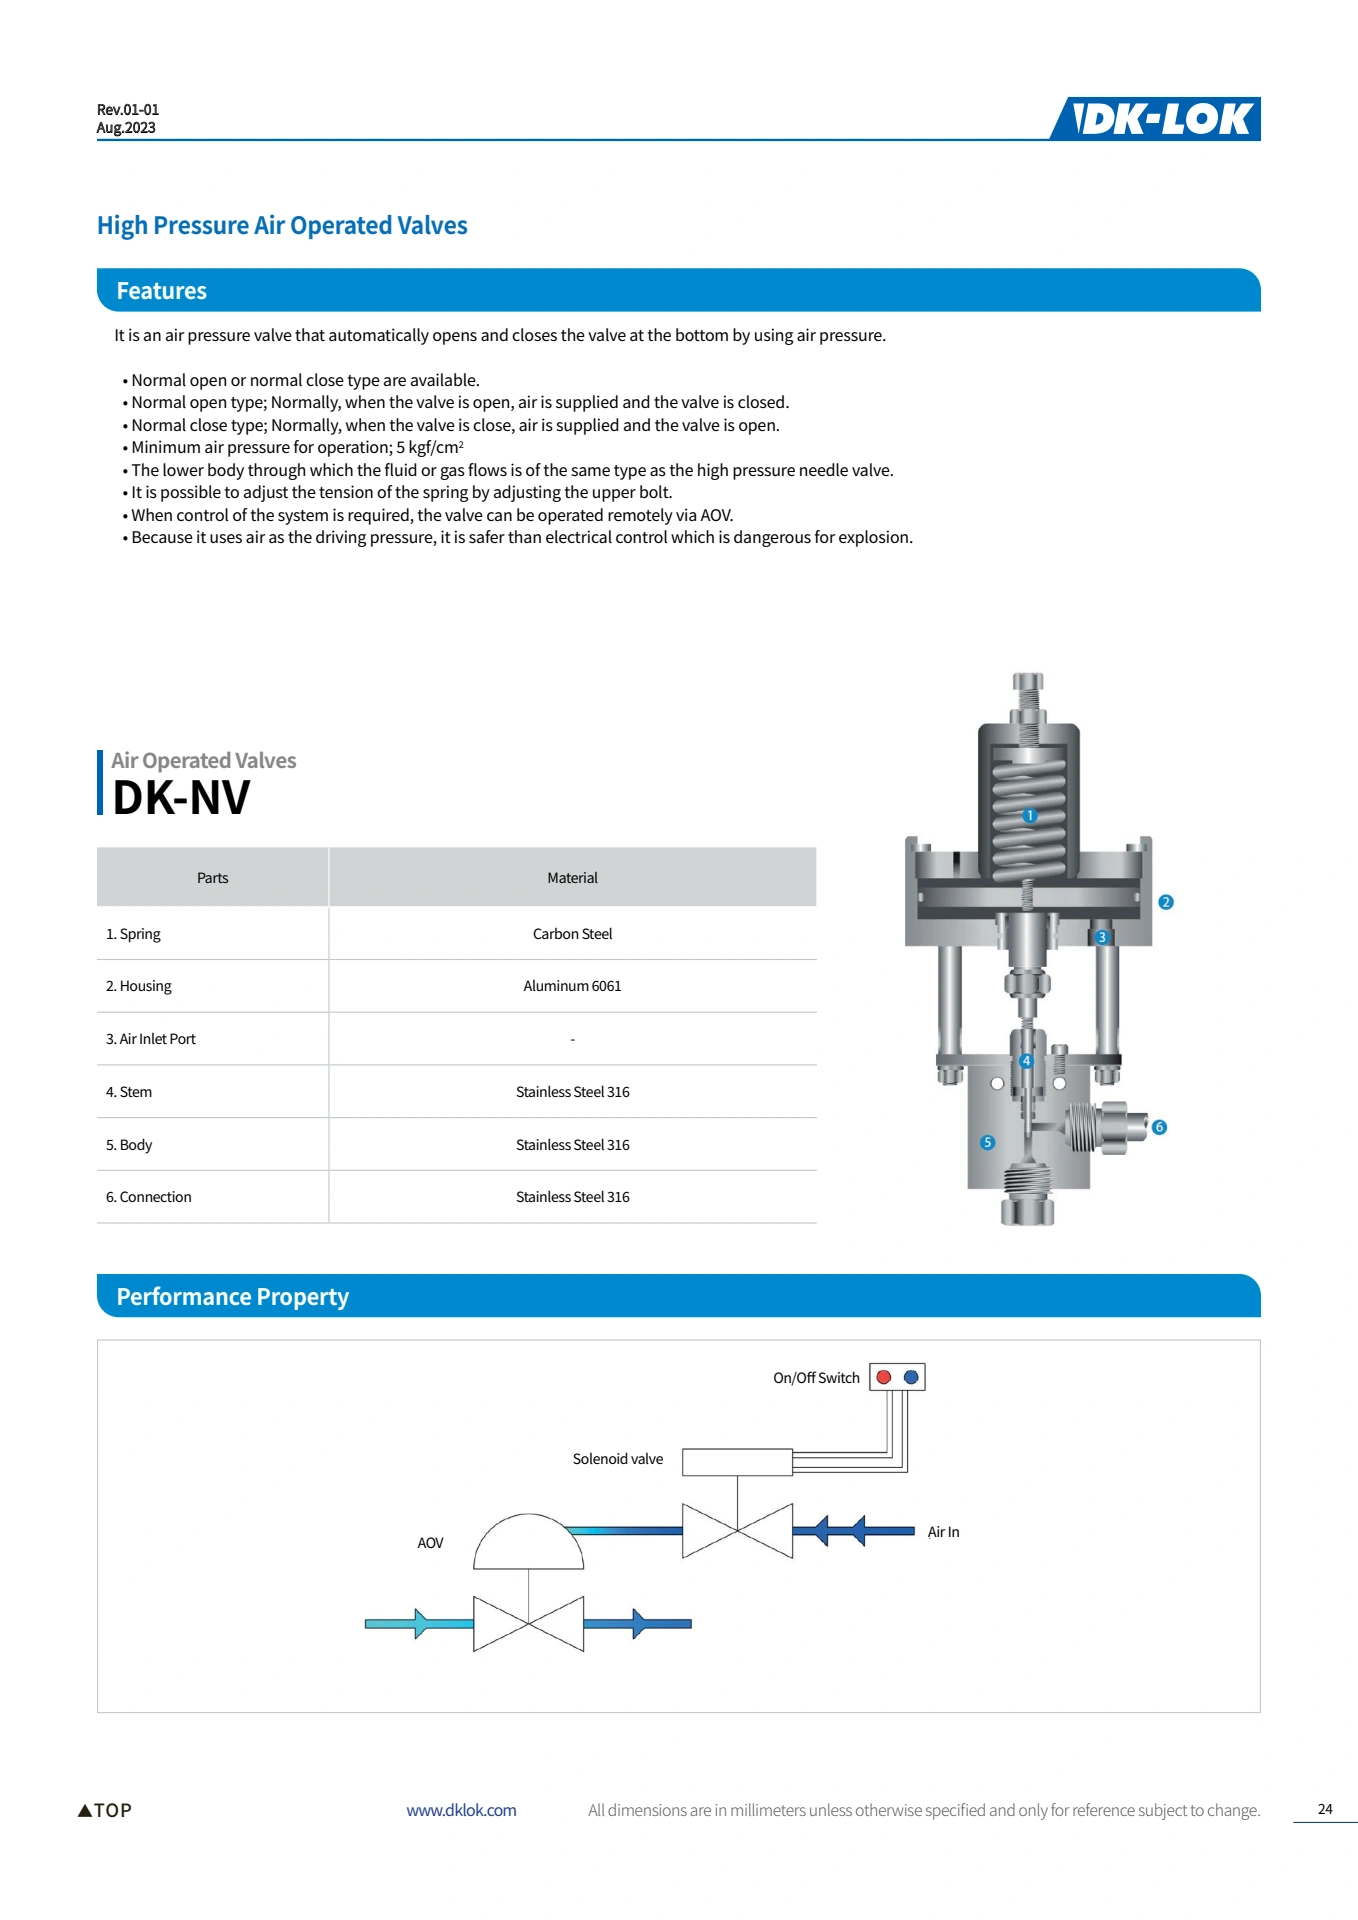 Rev.01-01
Aug.2023
DK-LOK
High Pressure Air Operated Valves
Features
It is an air pressure valve that automatically opens and closes the valve at the bottom by using air pressure.
• Normal open or normal close type are available.
• Normal open type; Normally, when the valve is open, air is supplied and the valve is closed.
• Normal close type; Normally, when the valve is close, air is supplied and the valve is open.
• Minimum air pressure for operation; 5 kgf/cm²
• The lower body through which the fluid or gas flows is of the same type as the high pressure needle valve.
• It is possible to adjust the tension of the spring by adjusting the upper bolt.
• When control of the system is required, the valve can be operated remotely via AOV.
• Because it uses air as the driving pressure, it is safer than electrical control which is dangerous for explosion.
Air Operated Valves
DK-NV
Parts Material
1. Spring Carbon Steel
2. Housing Aluminum 6061
3. Air Inlet Port -
4. Stem Stainless Steel 316
5. Body Stainless Steel 316
6. Connection Stainless Steel 316
1
2
3
4
5
6
Performance Property
On/Off Switch
Solenoid valve
AOV
Air In
▲TOP
www.dklok.com
All dimensions are in millimeters unless otherwise specified and only for reference subject to change.
24